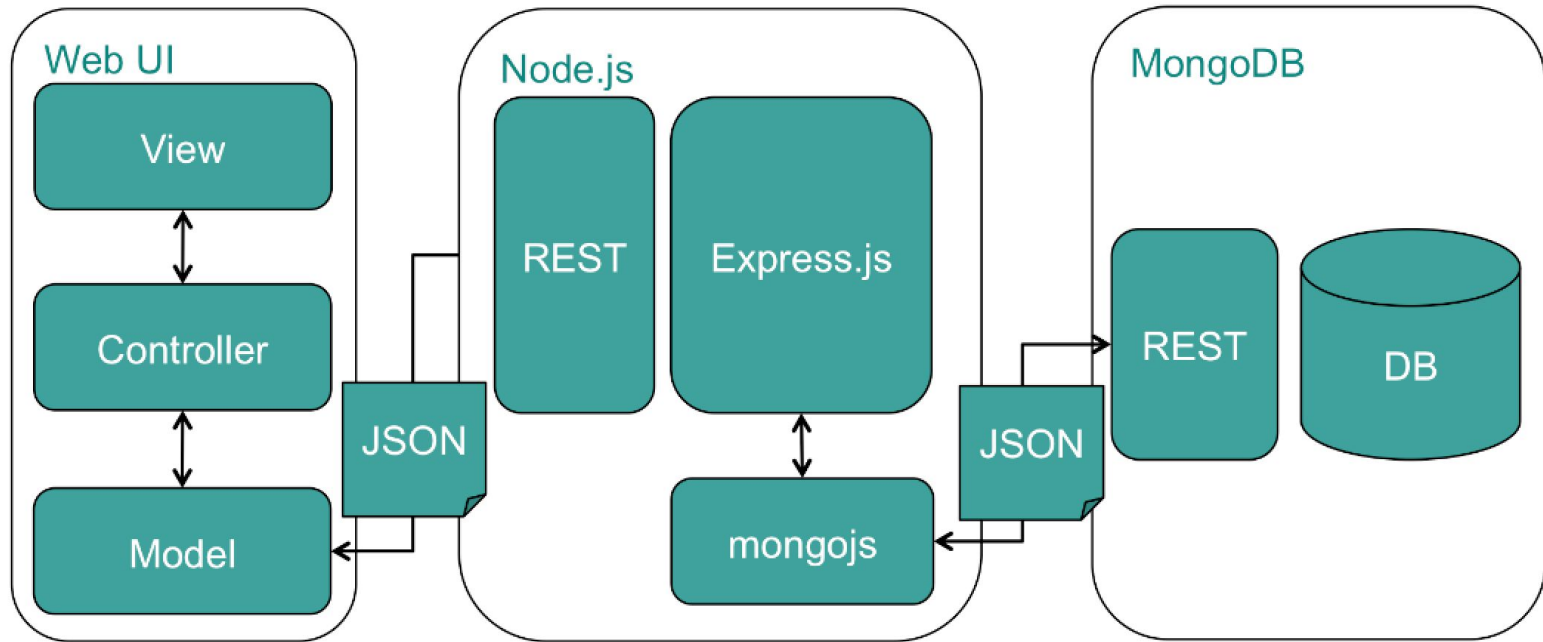 Web UI
View
Controller
Model
JSON
Node.js
REST
Express.js
mongojs
JSON
MongoDB
REST
DB